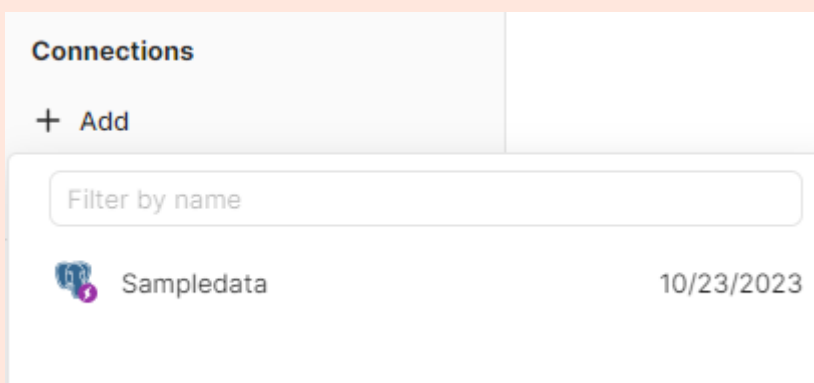 Connections
+ Add
Filter by name
Sampledata 10/23/2023